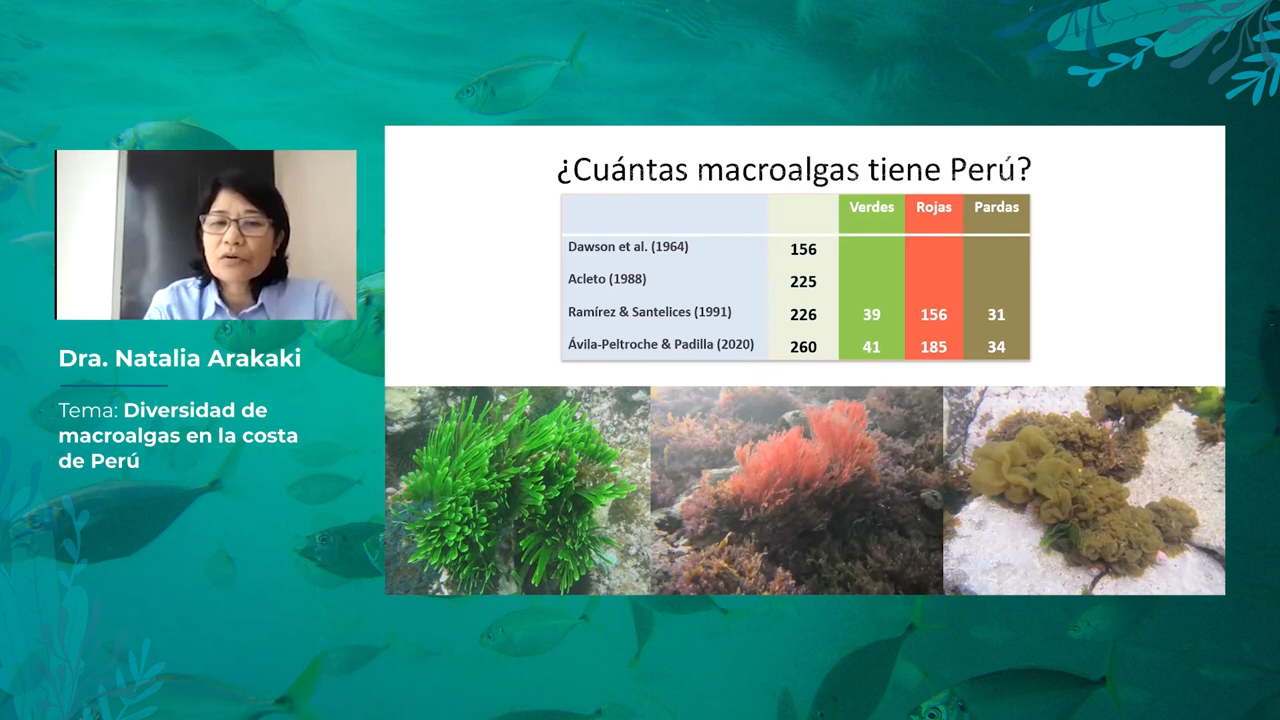 Dra. Natalia Arakaki
Tema: Diversidad de
macroalgas en la costa
de Perú
¿Cuántas macroalgas tiene Perú?
Verdes Rojas Pardas
Dawson et al. (1964) 156
Acleto (1988) 225
Ramírez & Santelices (1991) 226 39 156 31
Ávila-Peltroche & Padilla (2020) 260 41 185 34